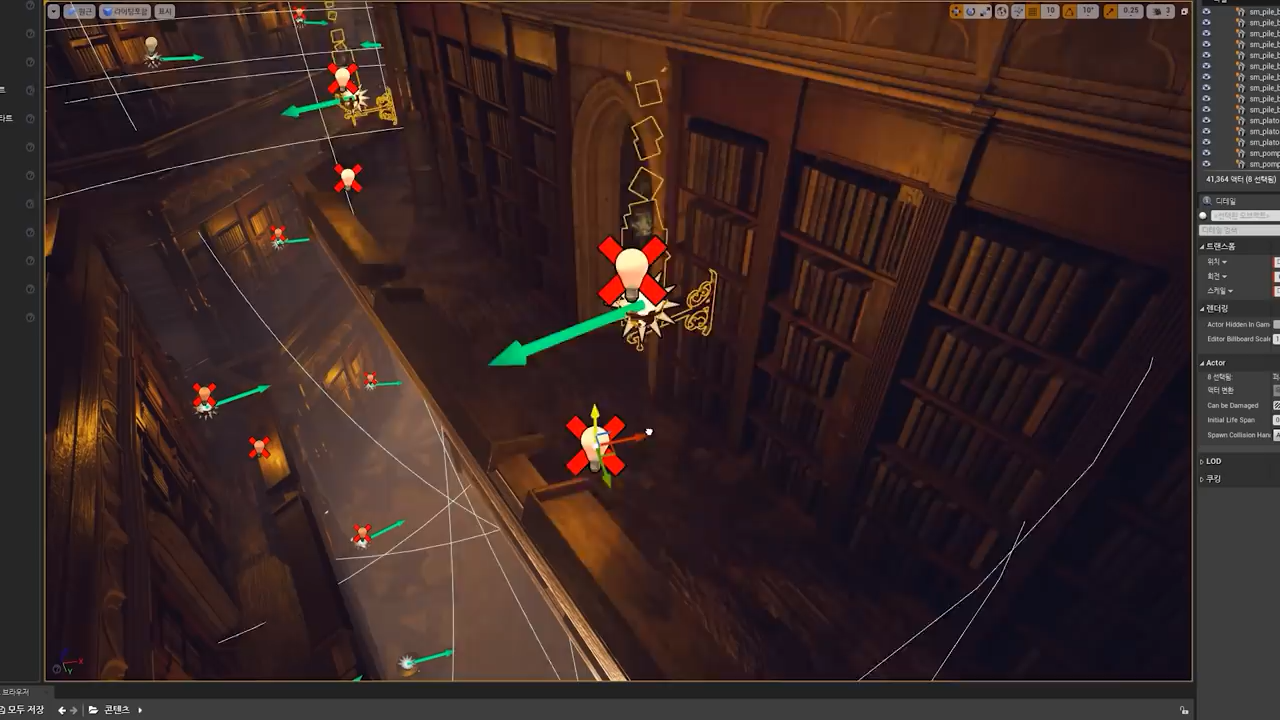 원근 라이팅포함 표시
10 10° 0.25 3
sm_pile_b
sm_pile_b
sm_pile_b
sm_pile_b
sm_pile_b
sm_pile_b
sm_pile_b
sm_pile_b
sm_pile_b
sm_pile_b
sm_plato
sm_plato
sm_plato
sm_pomp
41,364 액터 (8 선택됨)
디테일
디테일 검색
트랜스폼
위치
회전
스케일
렌더링
Actor Hidden In Gam
Editor Billboard Scale
Actor
8 선택됨:
액터 변환
Can be Damaged
Initial Life Span
Spawn Collision Han
LOD
쿠킹
브라우저
모두 저장
콘텐츠